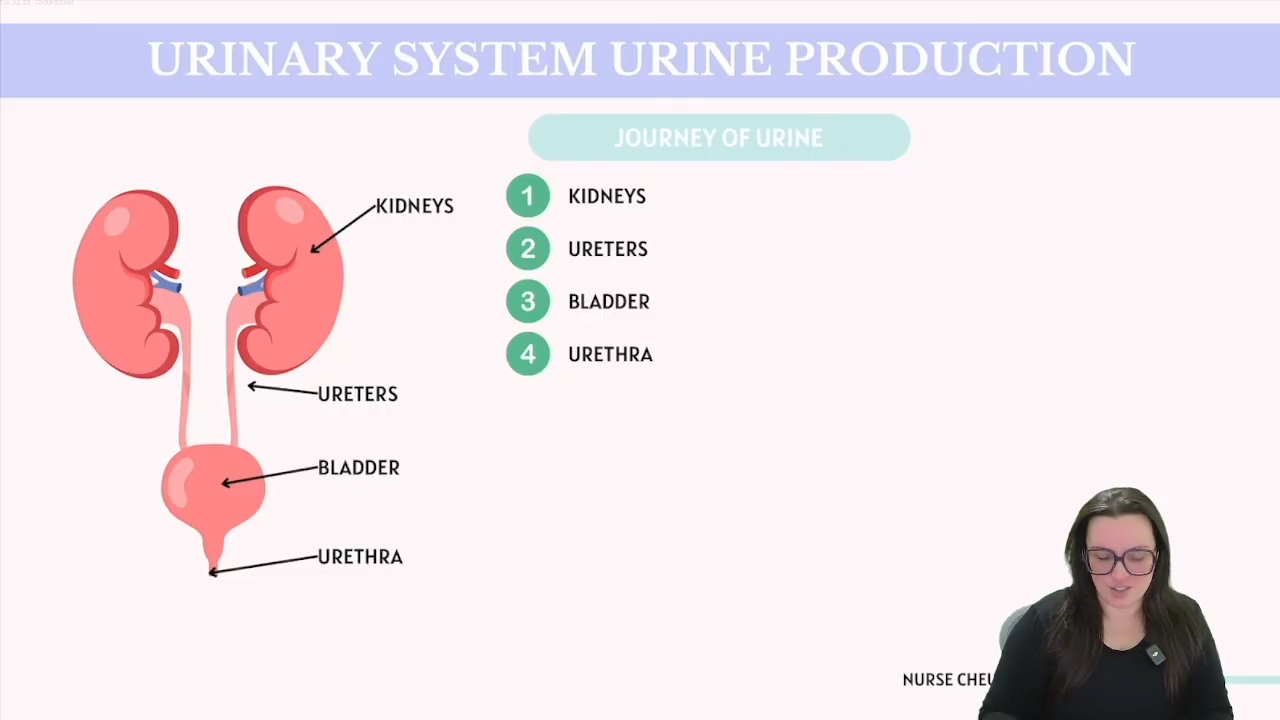 URINARY SYSTEM URINE PRODUCTION
JOURNEY OF URINE
1 KIDNEYS
2 URETERS
3 BLADDER
4 URETHRA
KIDNEYS
URETERS
BLADDER
URETHRA
NURSE